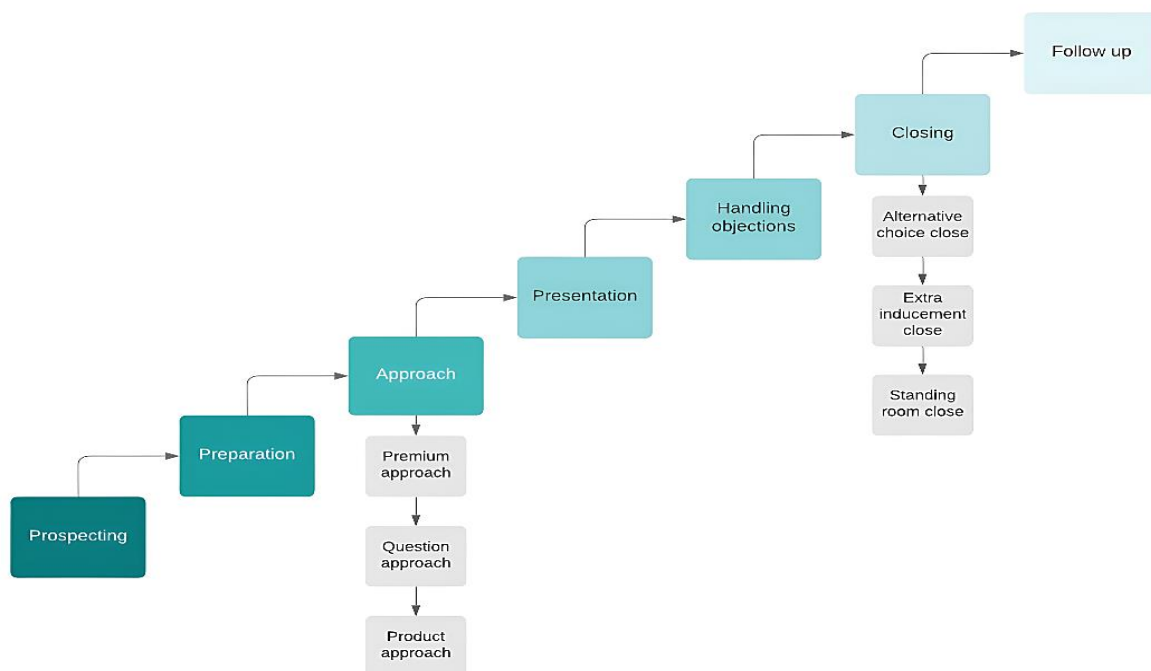 Prospecting
Preparation
Approach
Premium
approach
Question
approach
Product
approach
Presentation
Handling
objections
Closing
Alternative
choice close
Extra
inducement
close
Standing
room close
Follow up